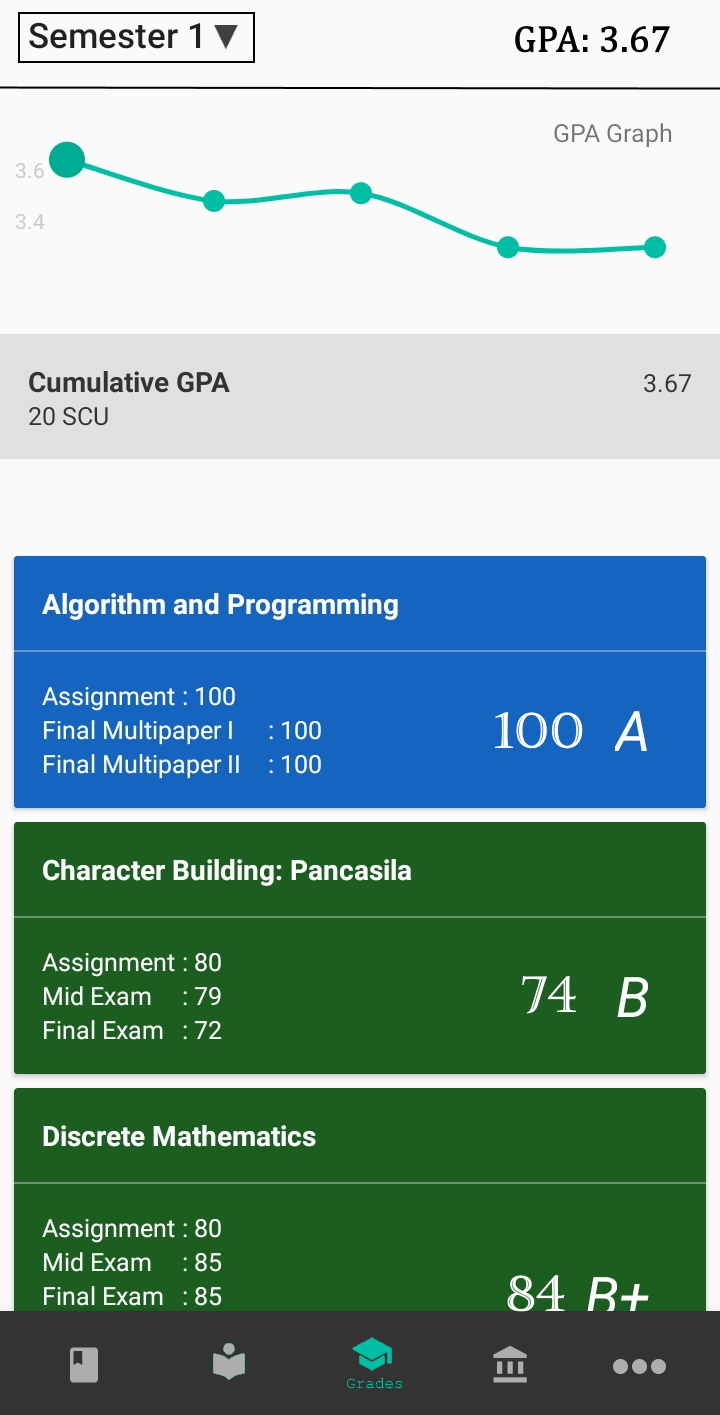 Semester 1 ▼
GPA: 3.67
GPA Graph
3.6
3.4
Cumulative GPA
3.67
20 SCU
Algorithm and Programming
Assignment : 100
Final Multipaper I : 100
Final Multipaper II : 100
100 A
Character Building: Pancasila
Assignment : 80
Mid Exam : 79
Final Exam : 72
74 B
Discrete Mathematics
Assignment : 80
Mid Exam : 85
Final Exam : 85
84 B+
Grades